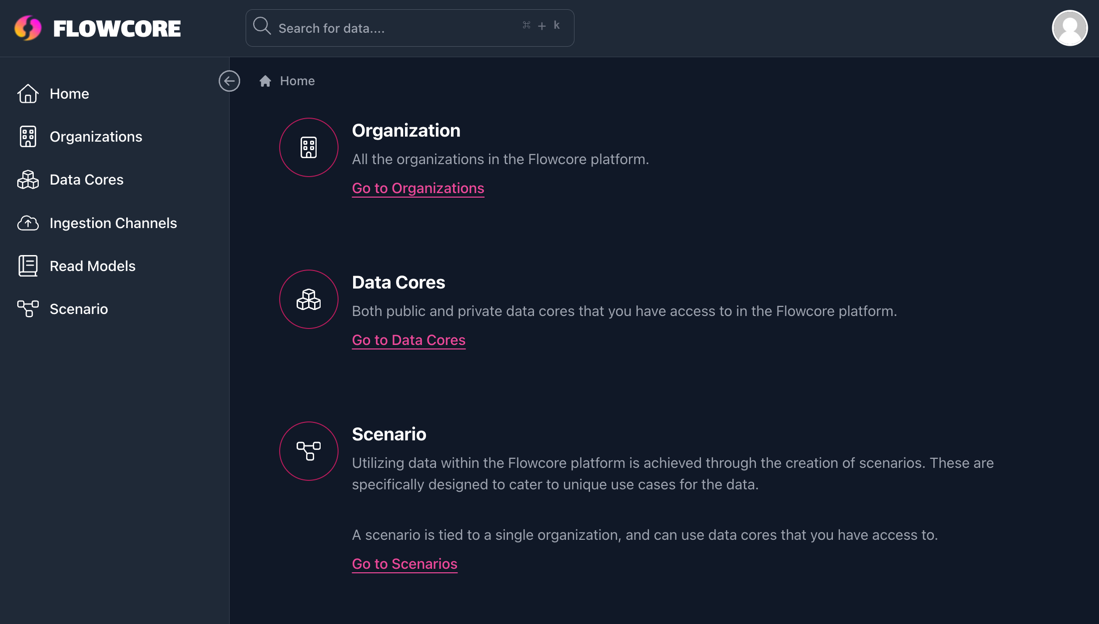 FLOWCORE
Search for data....
⌘ + k
Home
Organizations
Data Cores
Ingestion Channels
Read Models
Scenario
Home
Organization
All the organizations in the Flowcore platform.
Go to Organizations
Data Cores
Both public and private data cores that you have access to in the Flowcore platform.
Go to Data Cores
Scenario
Utilizing data within the Flowcore platform is achieved through the creation of scenarios. These are
specifically designed to cater to unique use cases for the data.
A scenario is tied to a single organization, and can use data cores that you have access to.
Go to Scenarios